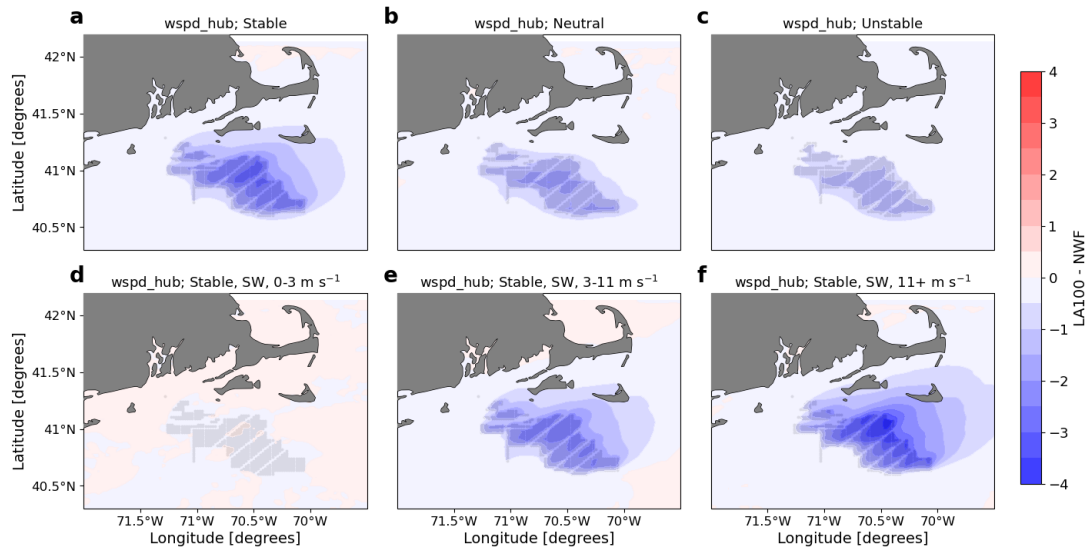 a
wspd_hub; Stable
b
wspd_hub; Neutral
c
wspd_hub; Unstable
42°N
41.5°N
41°N
40.5°N
Latitude [degrees]
d
wspd_hub; Stable, SW, 0-3 m s⁻¹
e
wspd_hub; Stable, SW, 3-11 m s⁻¹
f
wspd_hub; Stable, SW, 11+ m s⁻¹
42°N
41.5°N
41°N
40.5°N
Latitude [degrees]
71.5°W 71°W 70.5°W 70°W
71.5°W 71°W 70.5°W 70°W
71.5°W 71°W 70.5°W 70°W
Longitude [degrees]
Longitude [degrees]
Longitude [degrees]
4
3
2
1
0
−1
−2
−3
−4
LA100 - NWF